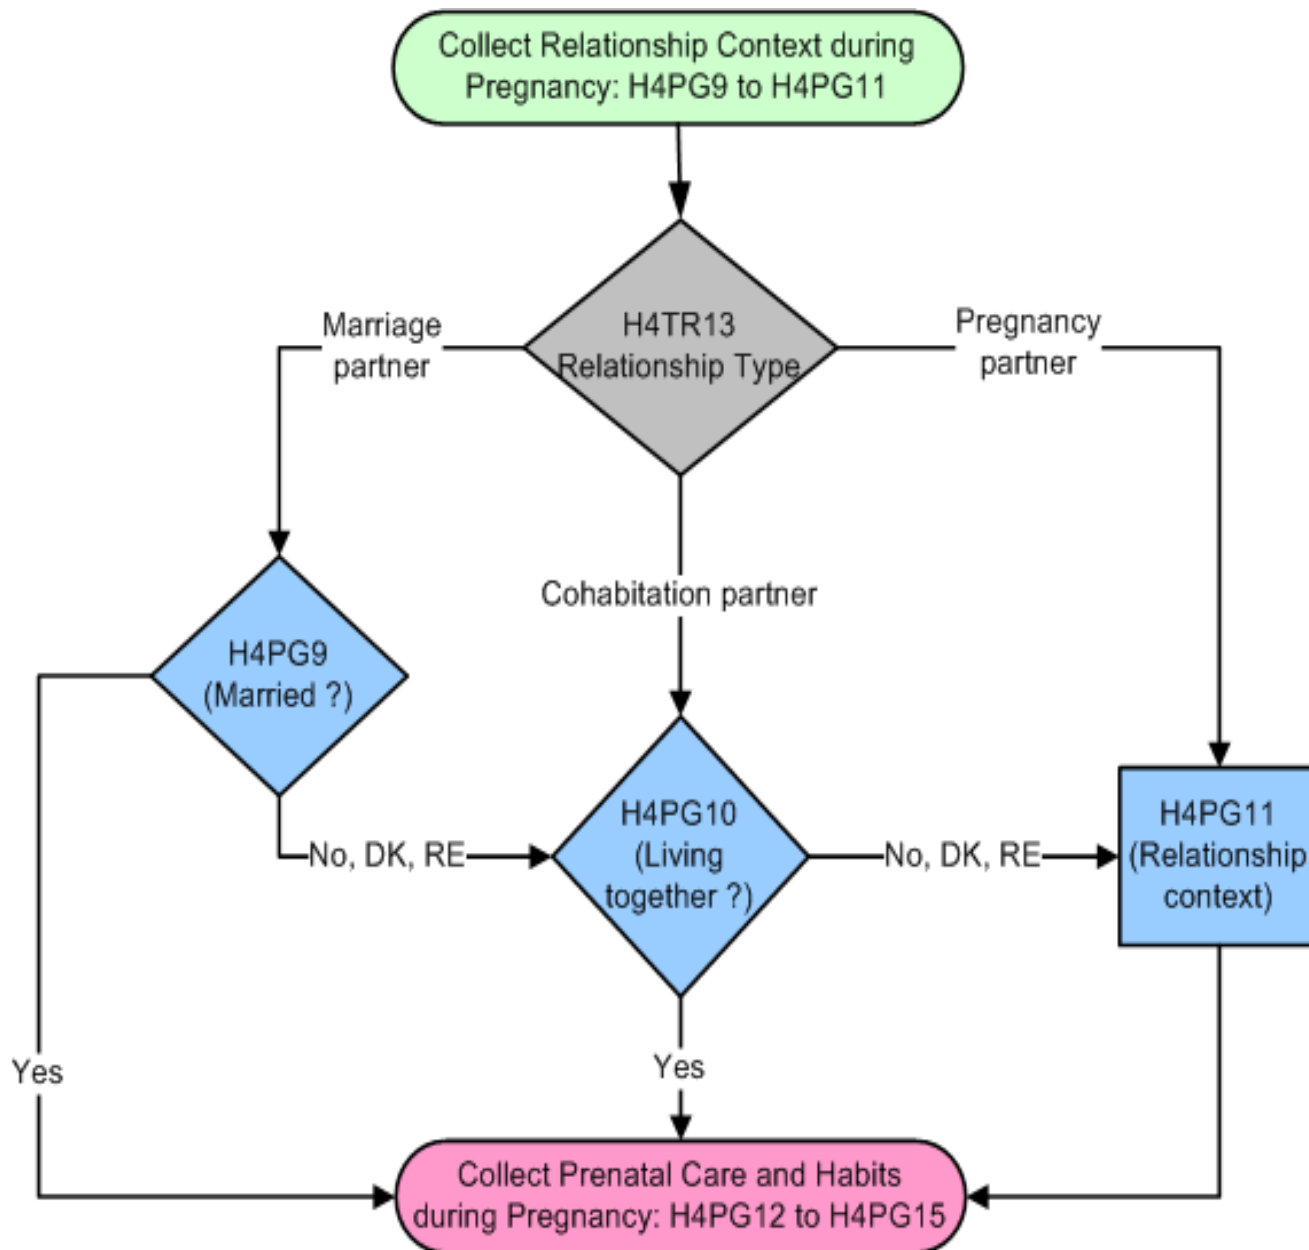 Collect Relationship Context during
Pregnancy: H4PG9 to H4PG11
Marriage
partner
H4TR13
Relationship Type
Pregnancy
partner
Cohabitation partner
H4PG9
(Married ?)
H4PG10
(Living
together ?)
H4PG11
(Relationship
context)
No, DK, RE
No, DK, RE
Yes
Yes
Collect Prenatal Care and Habits
during Pregnancy: H4PG12 to H4PG15